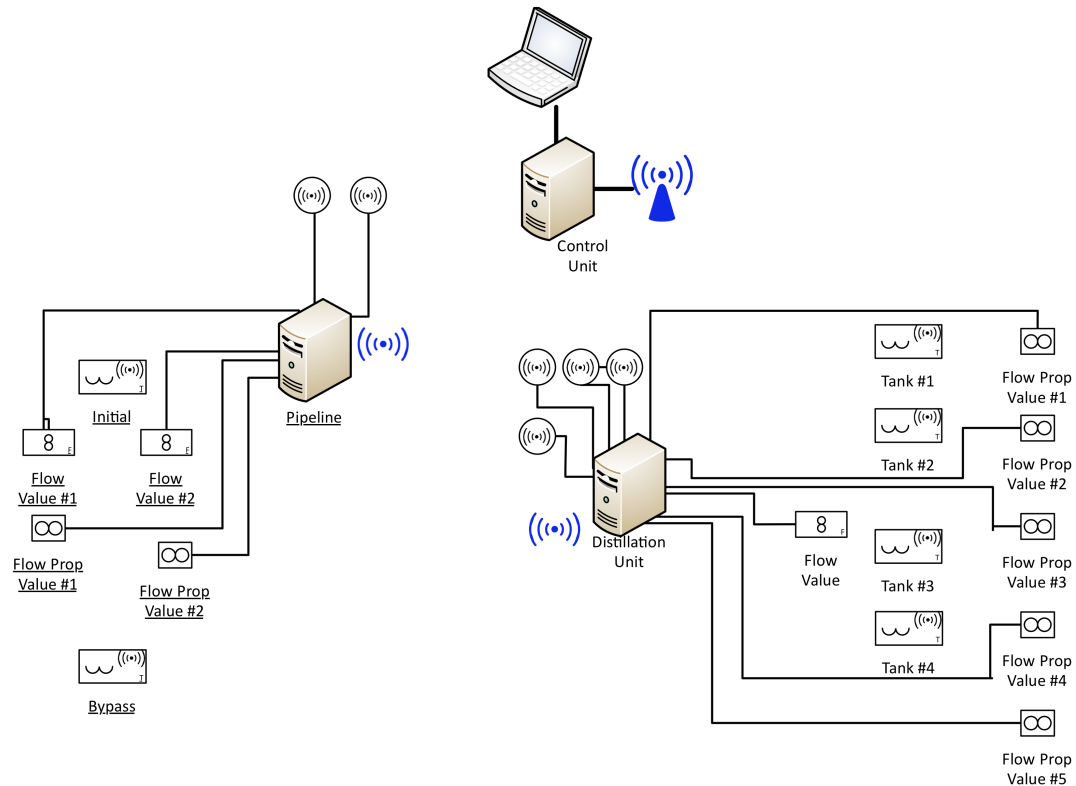 Control
Unit
Initial
Pipeline
Flow
Value #1
Flow
Value #2
Flow Prop
Value #1
Flow Prop
Value #2
Bypass
Distillation
Unit
Flow
Value
Tank #1
Tank #2
Tank #3
Tank #4
Flow Prop
Value #1
Flow Prop
Value #2
Flow Prop
Value #3
Flow Prop
Value #4
Flow Prop
Value #5